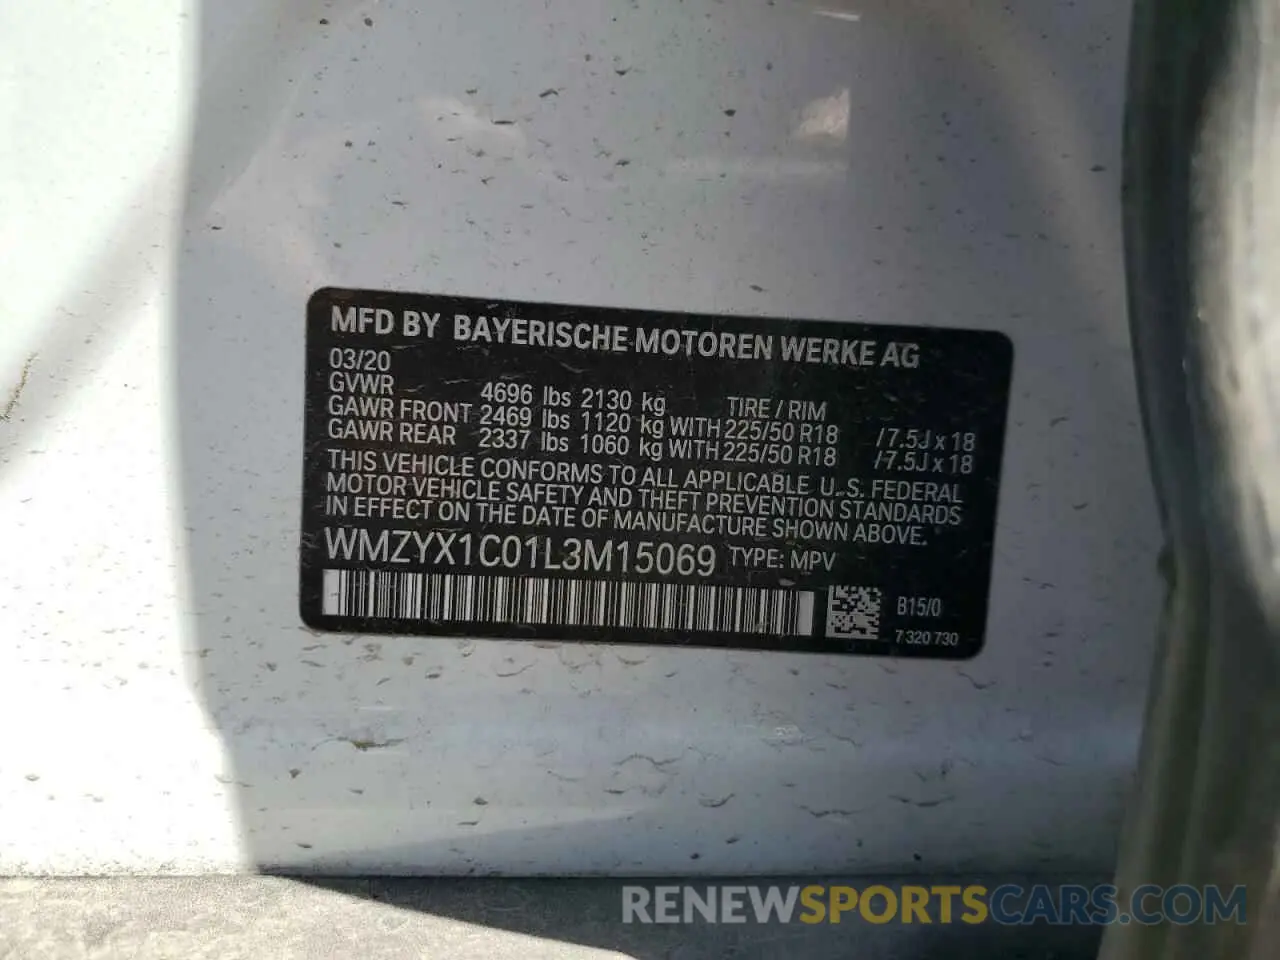 MFD BY BAYERISCHE MOTOREN WERKE AG
03/20
GVWR 4696 lbs 2130 kg TIRE / RIM
GAWR FRONT 2469 lbs 1120 kg WITH 225/50 R18 /7.5J x 18
GAWR REAR 2337 lbs 1060 kg WITH 225/50 R18 /7.5J x 18
THIS VEHICLE CONFORMS TO ALL APPLICABLE U.S. FEDERAL
MOTOR VEHICLE SAFETY AND THEFT PREVENTION STANDARDS
IN EFFECT ON THE DATE OF MANUFACTURE SHOWN ABOVE.
WMZYX1C01L3M15069 TYPE: MPV
B15/0
7 320 730
RENEWSPORTSCARS.COM